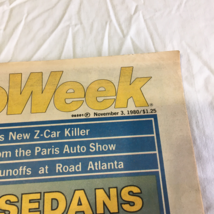 oWeek
November 3, 1980/$1.25
s New Z-Car Killer
om the Paris Auto Show
unoffs at Road Atlanta
SEDANS